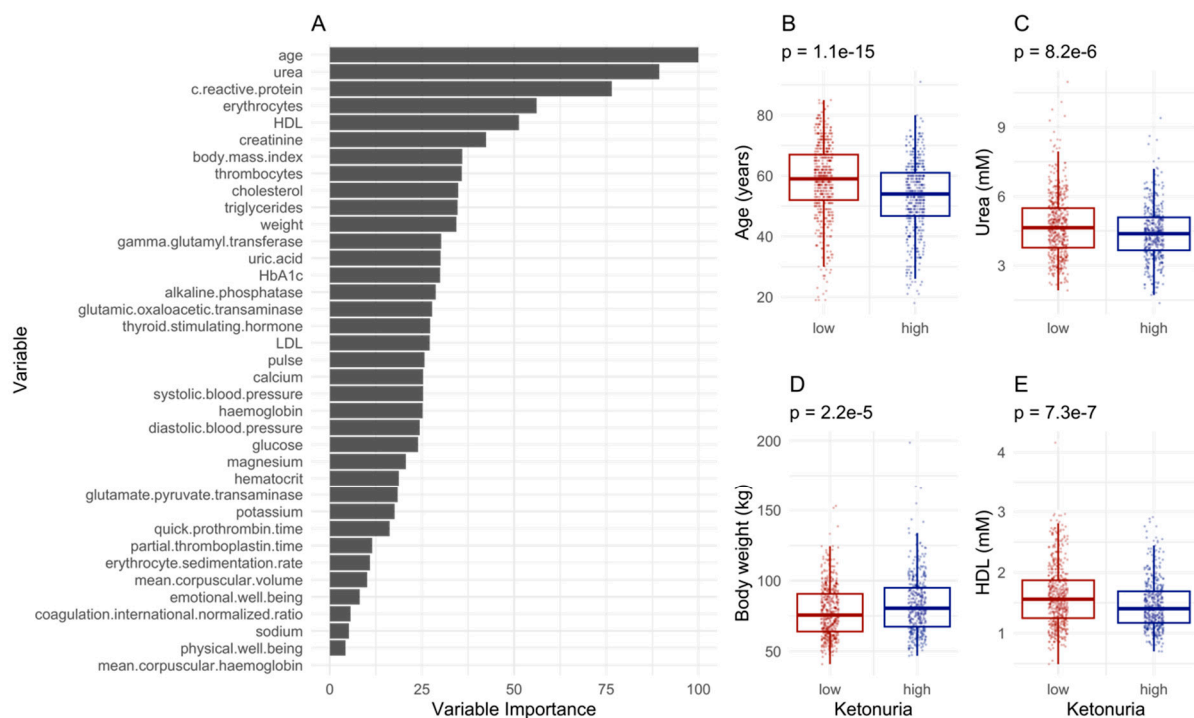 A
Variable
age
urea
c.reactive.protein
erythrocytes
HDL
creatinine
body.mass.index
thrombocytes
cholesterol
triglycerides
weight
gamma.glutamyl.transferase
uric.acid
HbA1c
alkaline.phosphatase
glutamic.oxaloacetic.transaminase
thyroid.stimulating.hormone
LDL
pulse
calcium
systolic.blood.pressure
haemoglobin
diastolic.blood.pressure
glucose
magnesium
hematocrit
glutamate.pyruvate.transaminase
potassium
quick.prothrombin.time
partial.thromboplastin.time
erythrocyte.sedimentation.rate
mean.corpuscular.volume
emotional.well.being
coagulation.international.normalized.ratio
sodium
physical.well.being
mean.corpuscular.haemoglobin
0 25 50 75 100
Variable Importance
B
p = 1.1e-15
Age (years)
80
60
40
20
low high
C
p = 8.2e-6
Urea (mM)
9
6
3
low high
D
p = 2.2e-5
Body weight (kg)
200
150
100
50
low high
Ketonuria
E
p = 7.3e-7
HDL (mM)
4
3
2
1
low high
Ketonuria